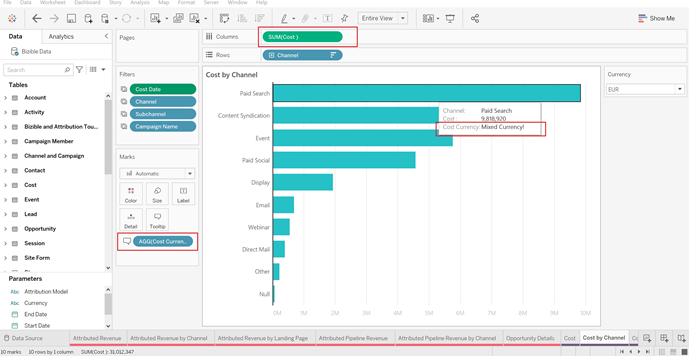 File Data Worksheet Dashboard Story Analysis Map Format Server Window Help
Entire View
Show Me
Data
Analytics
Bizible Data
Search
Tables
Account
Activity
Bizible and Attribution Tou...
Campaign Member
Channel and Campaign
Contact
Cost
Event
Lead
Opportunity
Session
Site Form
Parameters
Abc Attribution Model
Abc Currency
End Date
Start Date
Pages
Filters
Cost Date
Channel
Subchannel
Campaign Name
Marks
Automatic
Color
Size
Label
Detail
Tooltip
AGG(Cost Curren..
Columns
SUM(Cost )
Rows
Channel
Cost by Channel
Paid Search
Content Syndication
Event
Paid Social
Display
Email
Webinar
Direct Mail
Other
Null
Channel: Paid Search
Cost : 9,818,920
Cost Currency: Mixed Currency!
0M 1M 2M 3M 4M 5M 6M 7M 8M 9M 10M
Currency
EUR
Data Source
Attributed Revenue
Attributed Revenue by Channel
Attributed Revenue by Landing Page
Attributed Pipeline Revenue
Attributed Pipeline Revenue by Channel
Opportunity Details
Cost
Cost by Channel
10 marks
10 rows by 1 column
SUM(Cost ): 31,012,347